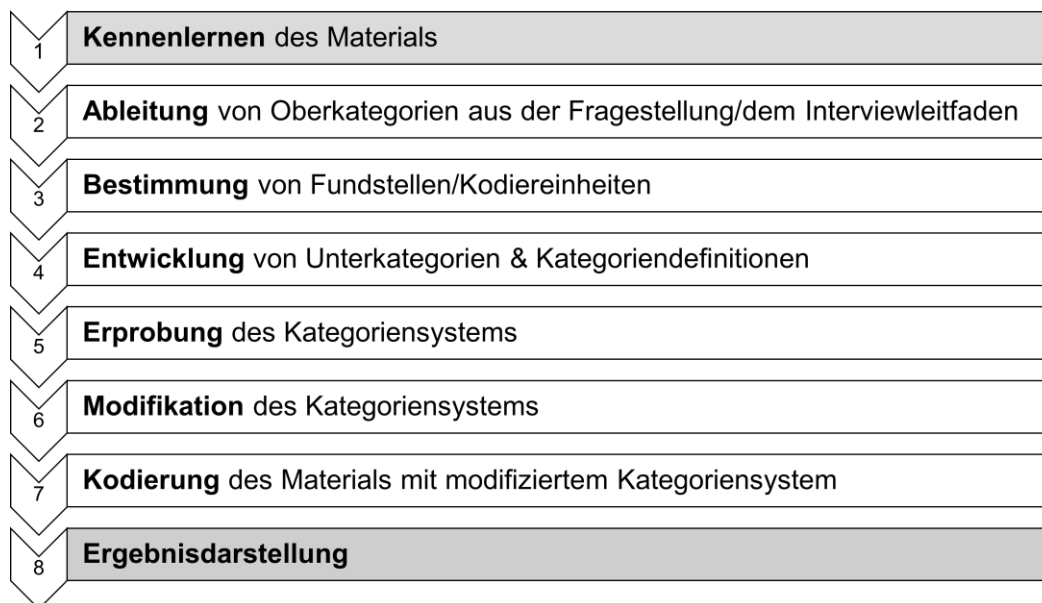 1 Kennenlernen des Materials
2 Ableitung von Oberkategorien aus der Fragestellung/dem Interviewleitfaden
3 Bestimmung von Fundstellen/Kodiereinheiten
4 Entwicklung von Unterkategorien & Kategoriendefinitionen
5 Erprobung des Kategoriensystems
6 Modifikation des Kategoriensystems
7 Kodierung des Materials mit modifiziertem Kategoriensystem
8 Ergebnisdarstellung